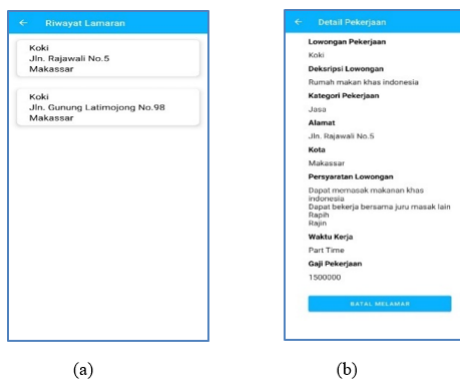 ← Riwayat Lamaran
Koki
Jln. Rajawali No.5
Makassar
Koki
Jln. Gunung Latimojong No.98
Makassar
(a)
← Detail Pekerjaan
Lowongan Pekerjaan
Koki
Deksripsi Lowongan
Rumah makan khas indonesia
Kategori Pekerjaan
Jasa
Alamat
Jln. Rajawali No.5
Kota
Makassar
Persyaratan Lowongan
Dapat memasak makanan khas
indonesia
Dapat bekerja bersama juru masak lain
Rapih
Rajin
Waktu Kerja
Part Time
Gaji Pekerjaan
1500000
BATAL MELAMAR
(b)